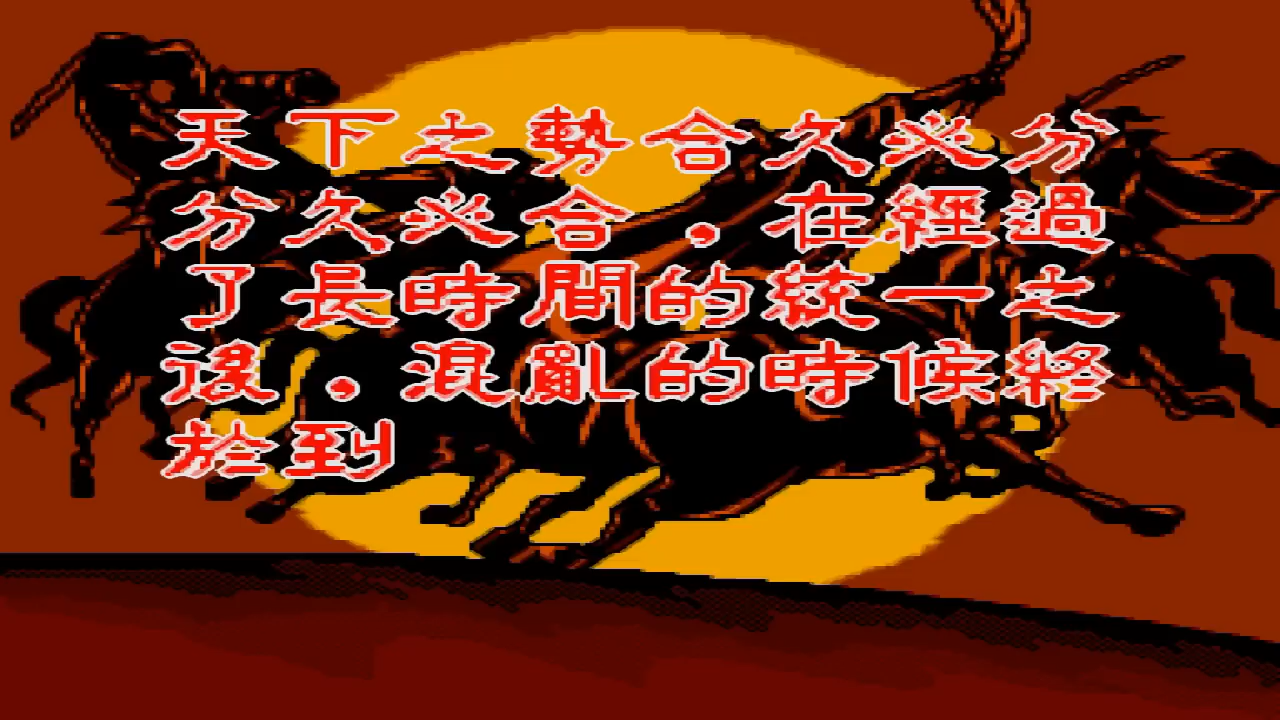 天下之勢合久必分
分久必合，在經過
了長時間的統一之
後．混亂的時候終
於到